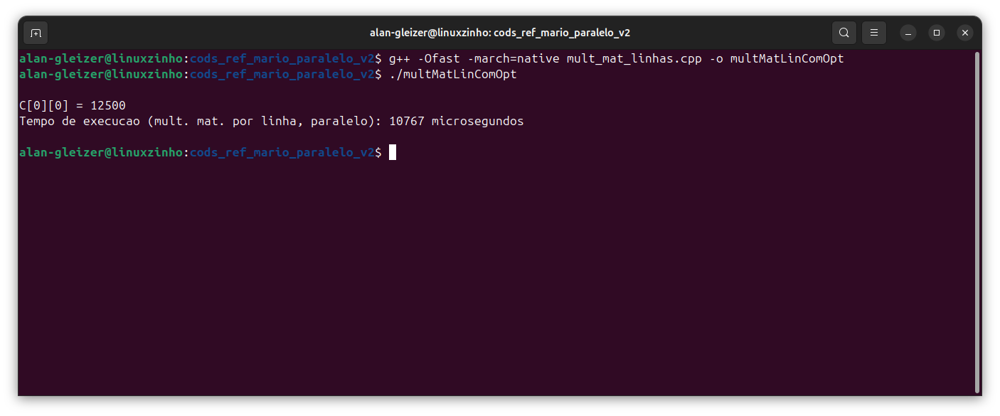 alan-gleizer@linuxzinho: cods_ref_mario_paralelo_v2
alan-gleizer@linuxzinho:cods_ref_mario_paralelo_v2$ g++ -Ofast -march=native mult_mat_linhas.cpp -o multMatLinComOpt
alan-gleizer@linuxzinho:cods_ref_mario_paralelo_v2$ ./multMatLinComOpt
C[0][0] = 12500
Tempo de execucao (mult. mat. por linha, paralelo): 10767 microsegundos
alan-gleizer@linuxzinho:cods_ref_mario_paralelo_v2$